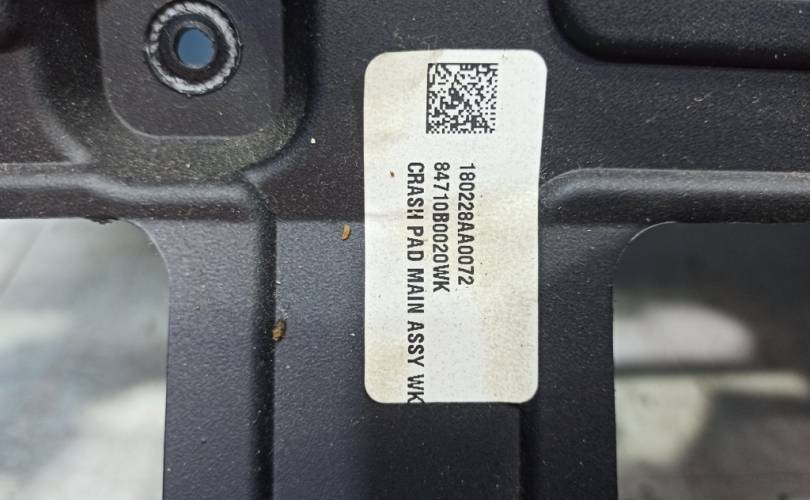 180228AA0072
84710B0020WK
CRASH PAD MAIN ASSY WK